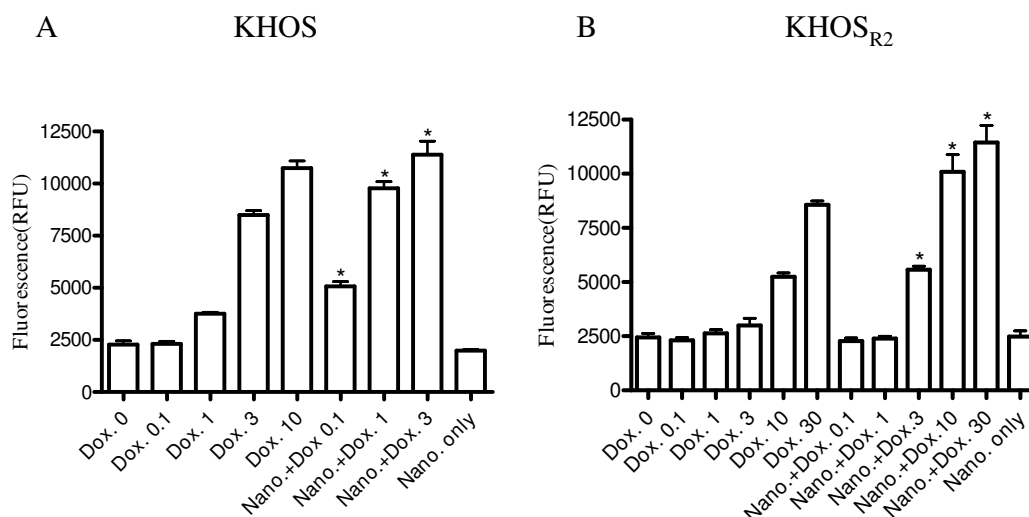 A KHOS
B KHOS_R2
Fluorescence(RFU)
12500
10000
7500
5000
2500
0
* * *
Dox. 0
Dox. 0.1
Dox. 1
Dox. 3
Dox. 10
Nano.+Dox 0.1
Nano.+Dox. 1
Nano.+Dox. 3
Nano. only
Fluorescence(RFU)
12500
10000
7500
5000
2500
0
* * *
Dox. 0
Dox. 0.1
Dox. 1
Dox. 3
Dox. 10
Dox. 30
Nano.+Dox. 0.1
Nano.+Dox. 1
Nano.+Dox.3
Nano.+Dox. 10
Nano.+Dox. 30
Nano. only